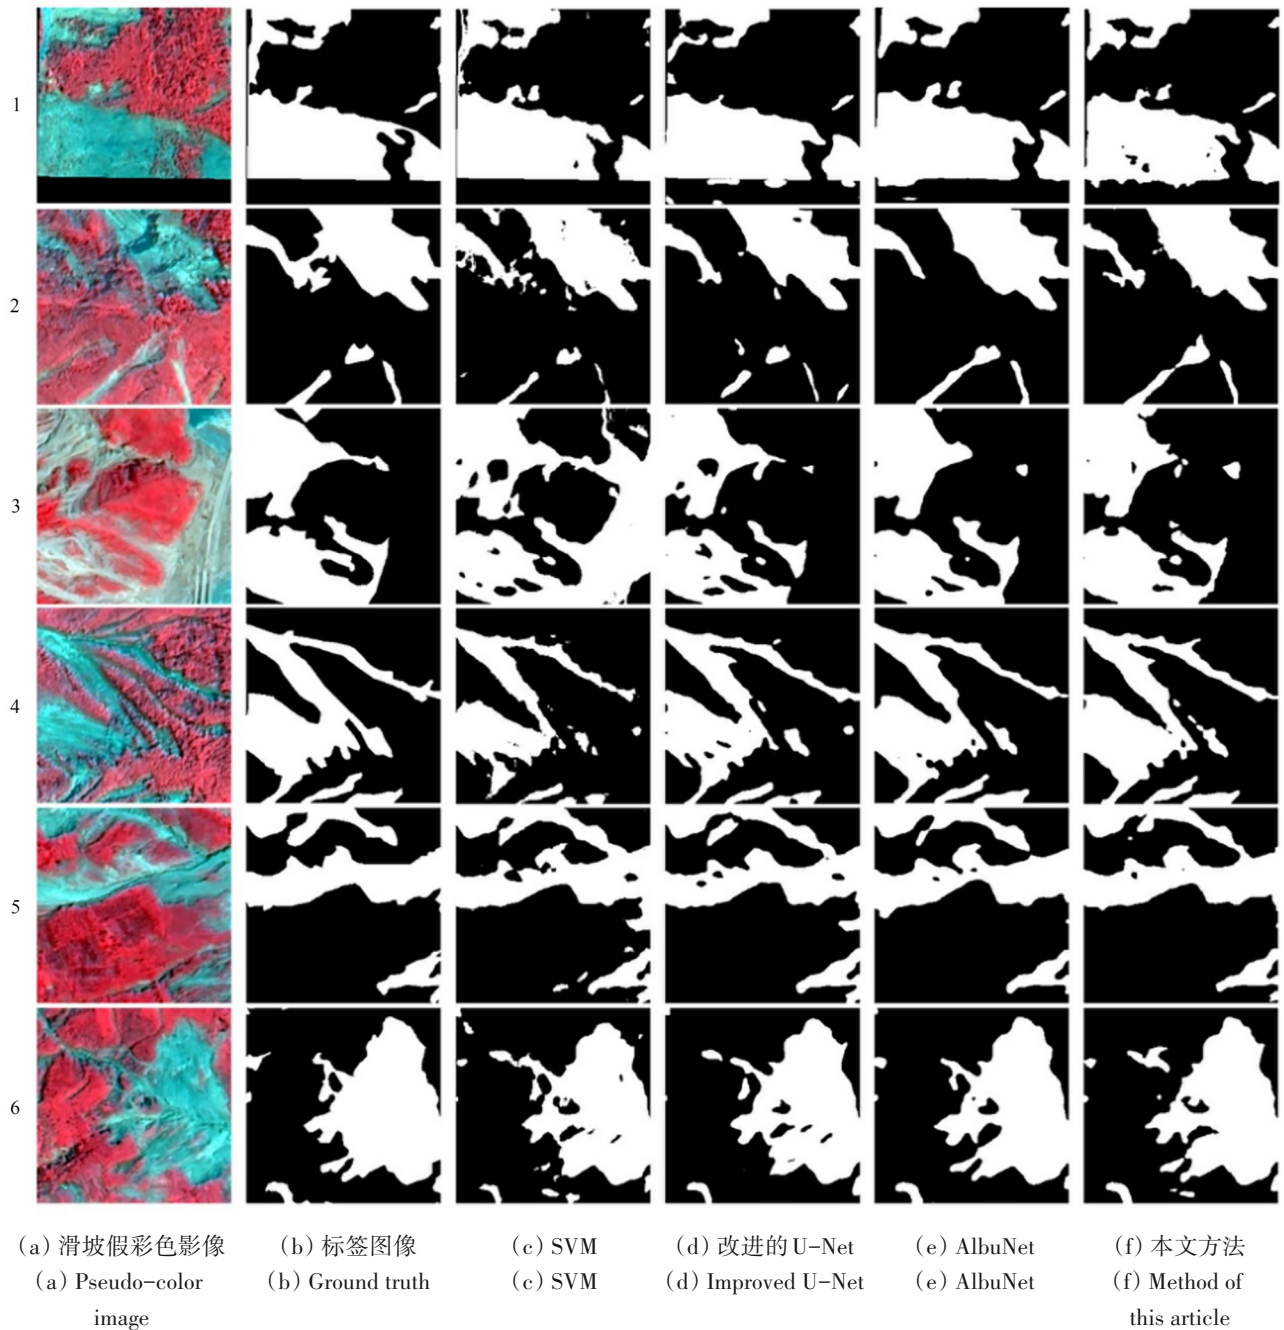 1
2
3
4
5
6
(a) 滑坡假彩色影像 (b) 标签图像 (c) SVM (d) 改进的U-Net (e) AlbuNet (f) 本文方法
(a) Pseudo-color (b) Ground truth (c) SVM (d) Improved U-Net (e) AlbuNet (f) Method of
image this article